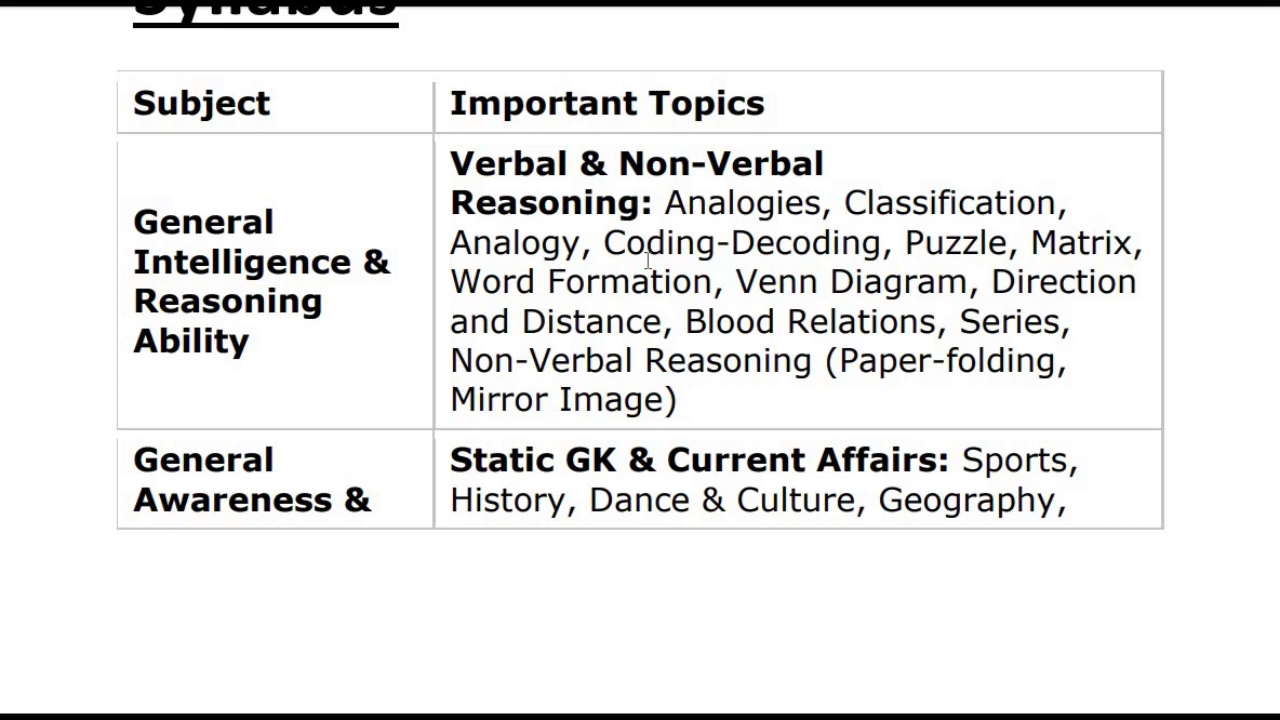 Syllabus
Subject
Important Topics
General
Intelligence &
Reasoning
Ability
Verbal & Non-Verbal
Reasoning: Analogies, Classification,
Analogy, Coding-Decoding, Puzzle, Matrix,
Word Formation, Venn Diagram, Direction
and Distance, Blood Relations, Series,
Non-Verbal Reasoning (Paper-folding,
Mirror Image)
General
Awareness &
Static GK & Current Affairs: Sports,
History, Dance & Culture, Geography,